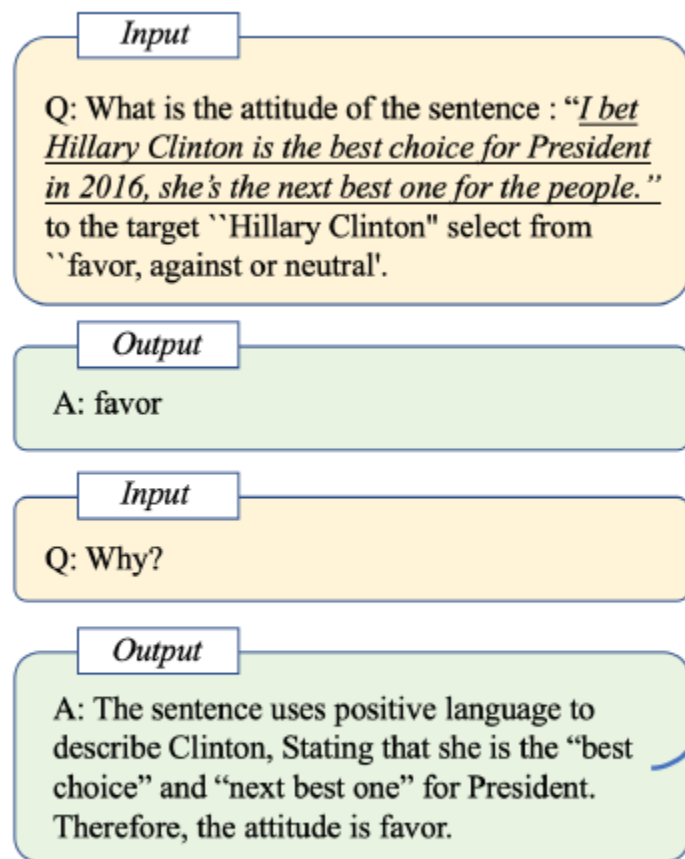 Input
Q: What is the attitude of the sentence : “I bet
Hillary Clinton is the best choice for President
in 2016, she’s the next best one for the people.”
to the target ``Hillary Clinton" select from
``favor, against or neutral'.
Output
A: favor
Input
Q: Why?
Output
A: The sentence uses positive language to
describe Clinton, Stating that she is the “best
choice” and “next best one” for President.
Therefore, the attitude is favor.